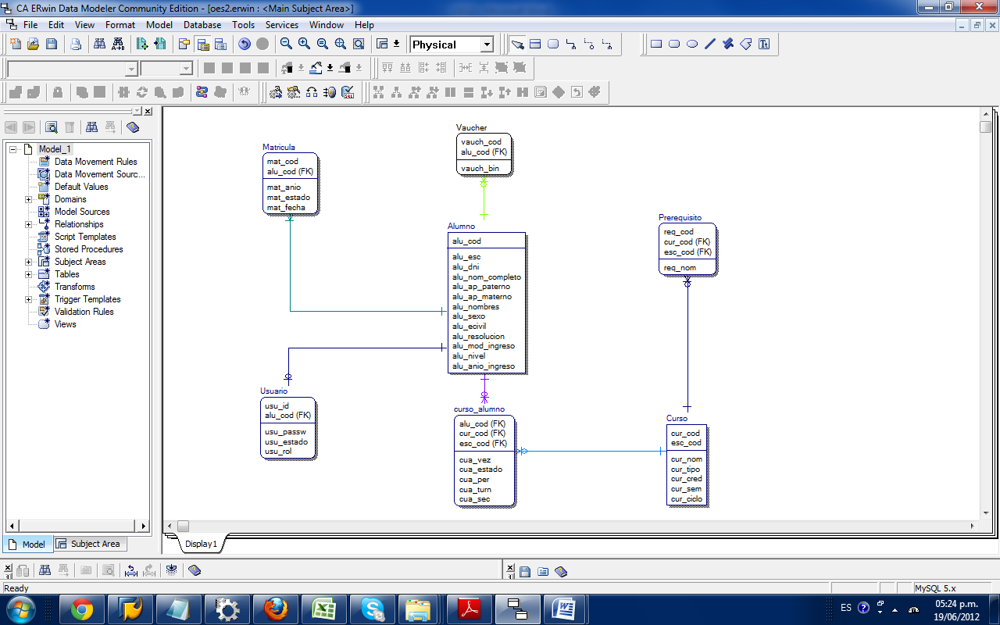 CA ERwin Data Modeler Community Edition - [oes2.erwin : <Main Subject Area>]
File Edit View Format Model Database Tools Services Window Help
Physical
Model_1
Data Movement Rules
Data Movement Sourc...
Default Values
Domains
Model Sources
Relationships
Script Templates
Stored Procedures
Subject Areas
Tables
Transforms
Trigger Templates
Validation Rules
Views
Model
Subject Area
Vaucher
vauch_cod
alu_cod (FK)
vauch_bin
Matricula
mat_cod
alu_cod (FK)
mat_anio
mat_estado
mat_fecha
Alumno
alu_cod
alu_esc
alu_dni
alu_nom_completo
alu_ap_paterno
alu_ap_materno
alu_nombres
alu_sexo
alu_ecivil
alu_resolucion
alu_mod_ingreso
alu_nivel
alu_anio_ingreso
Prerequisito
req_cod
cur_cod (FK)
esc_cod (FK)
req_nom
Usuario
usu_id
alu_cod (FK)
usu_passw
usu_estado
usu_rol
curso_alumno
alu_cod (FK)
cur_cod (FK)
esc_cod (FK)
cua_vez
cua_estado
cua_per
cua_turn
cua_sec
Curso
cur_cod
esc_cod
cur_nom
cur_tipo
cur_cred
cur_sem
cur_ciclo
Display1
Ready
MySQL 5.x
ES
05:24 p.m.
19/06/2012